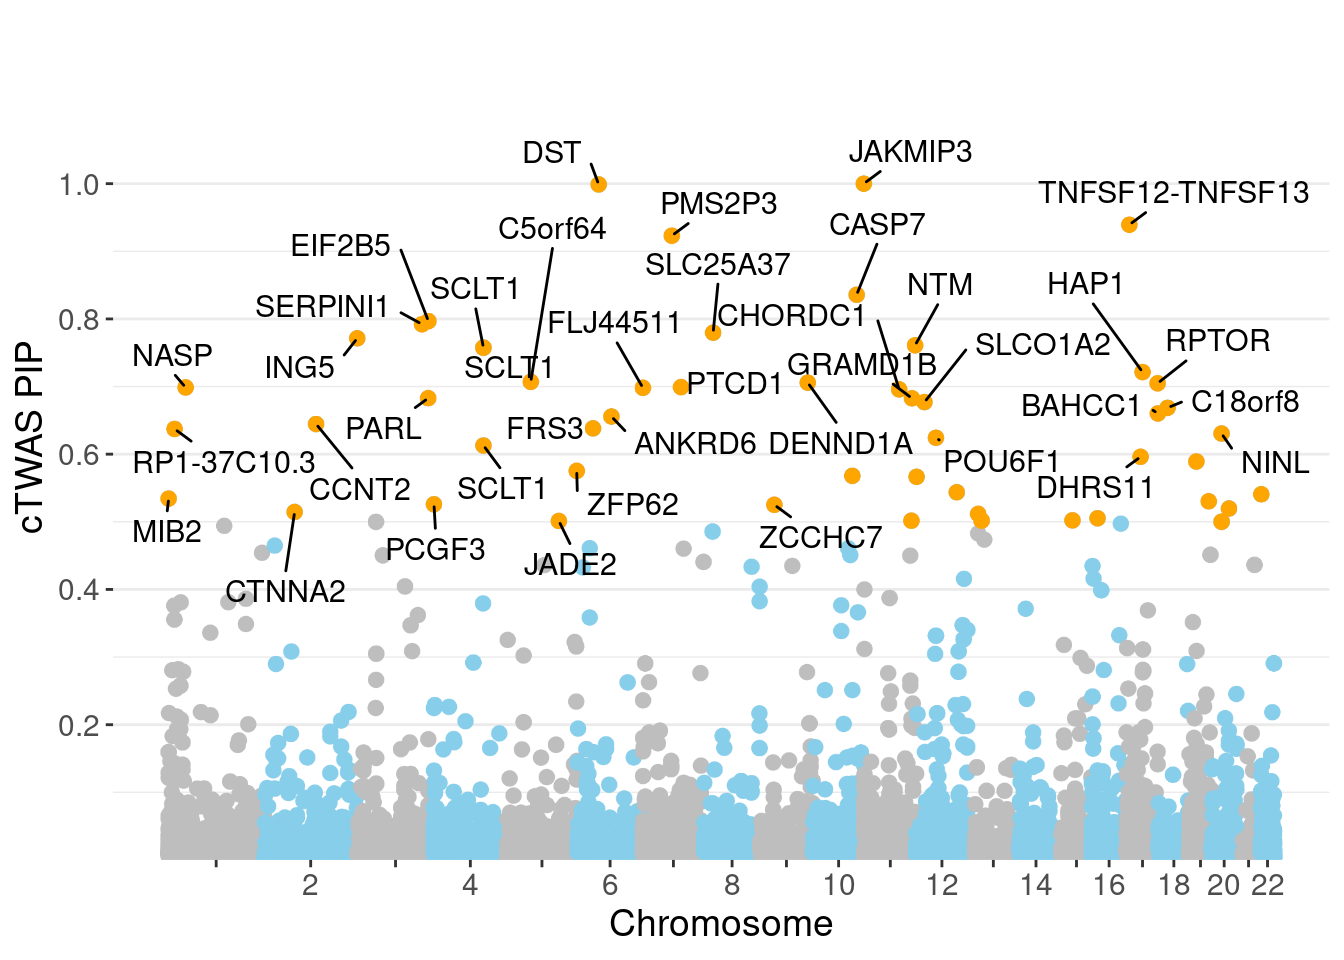 DST
JAKMIP3
1.0
TNFSF12-TNFSF13
PMS2P3
C5orf64
CASP7
EIF2B5
SLC25A37
SCLT1
NTM
HAP1
SERPINI1
0.8
FLJ44511
CHORDC1
NASP
ING5
SCLT1
GRAMD1B
SLCO1A2
RPTOR
PTCD1
BAHCC1
C18orf8
PARL
FRS3
ANKRD6
DENND1A
0.6
RP1-37C10.3
POU6F1
NINL
CCNT2
SCLT1
DHRS11
ZFP62
MIB2
PCGF3
JADE2
ZCCHC7
CTNNA2
0.4
0.2
cTWAS PIP
2
4
6
8
10
12
14
16
18
20
22
Chromosome